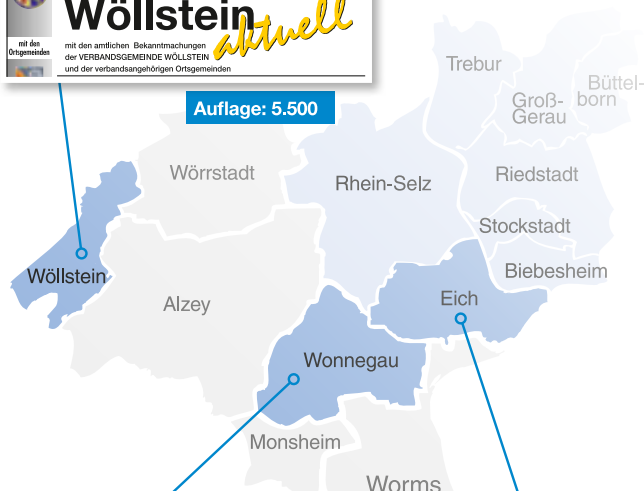 Wöllstein
aktuell
mit den
Ortsgemeinden
mit den amtlichen Bekanntmachungen
der VERBANDSGEMEINDE WÖLLSTEIN
und der verbandsangehörigen Ortsgemeinden
Auflage: 5.500
Trebur
Büttel-
born
Groß-
Gerau
Wörrstadt
Rhein-Selz
Riedstadt
Stockstadt
Wöllstein
Biebesheim
Alzey
Eich
Wonnegau
Monsheim
Worms